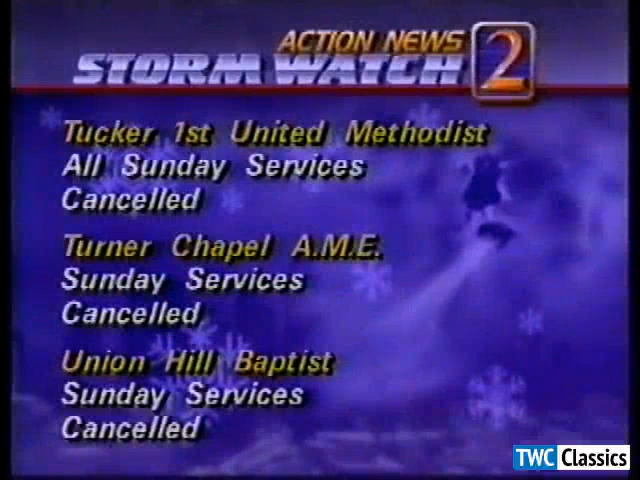 ACTION NEWS
STORM WATCH 2
Tucker 1st United Methodist
All Sunday Services
Cancelled
Turner Chapel A.M.E.
Sunday Services
Cancelled
Union Hill Baptist
Sunday Services
Cancelled
TWC Classics